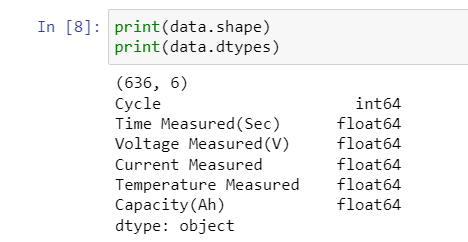 In [8]: print(data.shape)
print(data.dtypes)
(636, 6)
Cycle int64
Time Measured(Sec) float64
Voltage Measured(V) float64
Current Measured float64
Temperature Measured float64
Capacity(Ah) float64
dtype: object